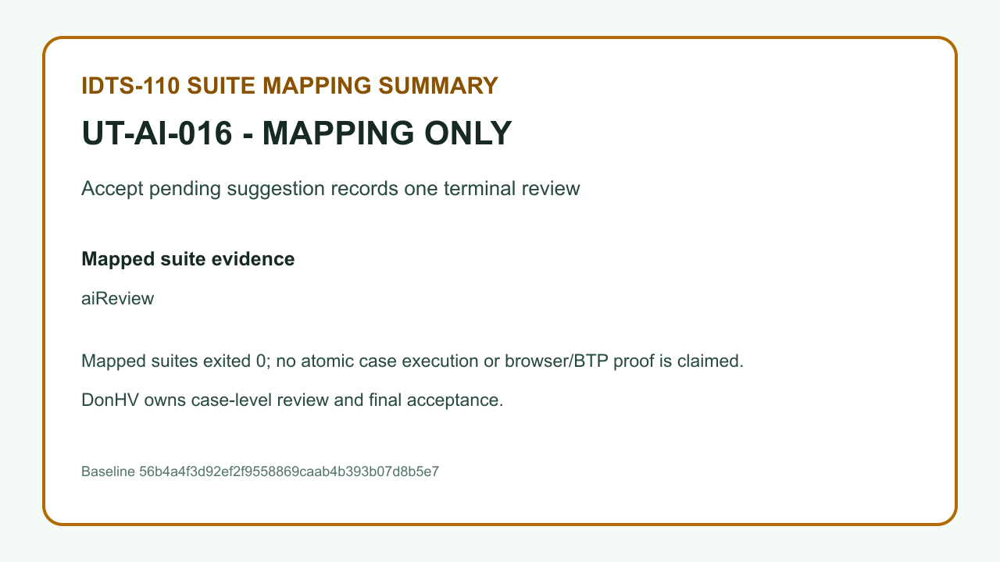 IDTS-110 SUITE MAPPING SUMMARY
UT-AI-016 - MAPPING ONLY
Accept pending suggestion records one terminal review
Mapped suite evidence
aiReview
Mapped suites exited 0; no atomic case execution or browser/BTP proof is claimed.
DonHV owns case-level review and final acceptance.
Baseline 56b4a4f3d92ef2f9558869caab4b393b07d8b5e7